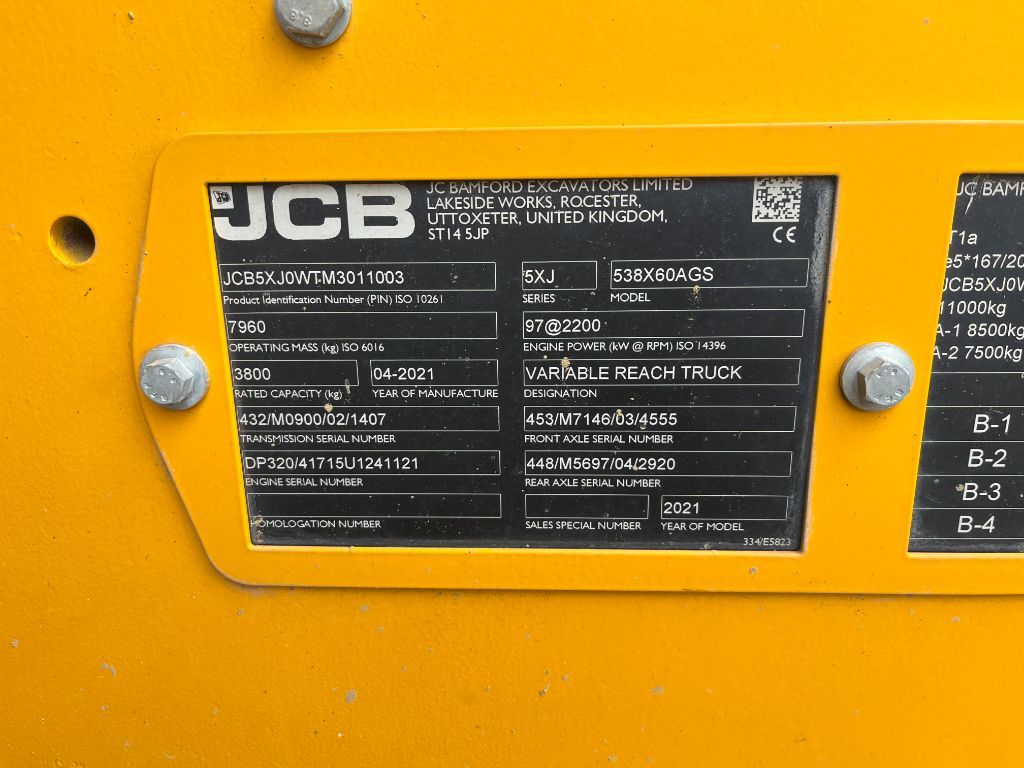 JCB
JC BAMFORD EXCAVATORS LIMITED
LAKESIDE WORKS, ROCESTER,
UTTOXETER, UNITED KINGDOM,
ST14 5JP
CE
JCB5XJ0WTM3011003
Product Identification Number (PIN) ISO 10261
5XJ
SERIES
538X60AGS
MODEL
7960
OPERATING MASS (kg) ISO 6016
97@2200
ENGINE POWER (kW @ RPM) ISO 14396
3800
RATED CAPACITY (kg)
04-2021
YEAR OF MANUFACTURE
VARIABLE REACH TRUCK
DESIGNATION
432/M0900/02/1407
TRANSMISSION SERIAL NUMBER
453/M7146/03/4555
FRONT AXLE SERIAL NUMBER
DP320/41715U1241121
ENGINE SERIAL NUMBER
448/M5697/04/2920
REAR AXLE SERIAL NUMBER
HOMOLOGATION NUMBER
SALES SPECIAL NUMBER
2021
YEAR OF MODEL
334/E5823
JC BAMF
T1a
e5*167/20
JCB5XJ0W
11000kg
A-1 8500kg
A-2 7500kg
B-1
B-2
B-3
B-4